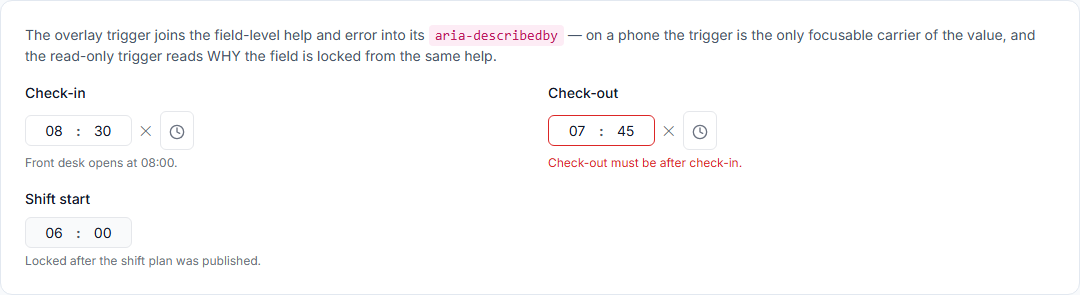 The overlay trigger joins the field-level help and error into its aria-describedby — on a phone the trigger is the only focusable carrier of the value, and
the read-only trigger reads WHY the field is locked from the same help.
Check-in
08 : 30
Front desk opens at 08:00.
Check-out
07 : 45
Check-out must be after check-in.
Shift start
06 : 00
Locked after the shift plan was published.